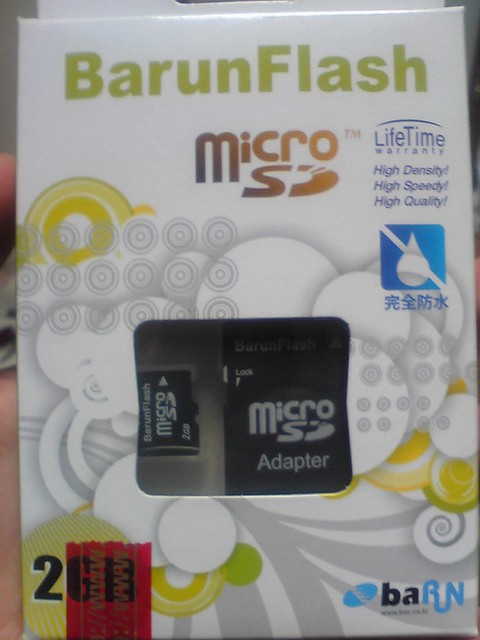 BarunFlash
micro SD ™
LifeTime
warranty
High Density!
High Speedy!
High Quality!
完全防水
BarunFlash
Lock
micro
SD
Adapter
BarunFlash
micro
SD
2GB
baRUN